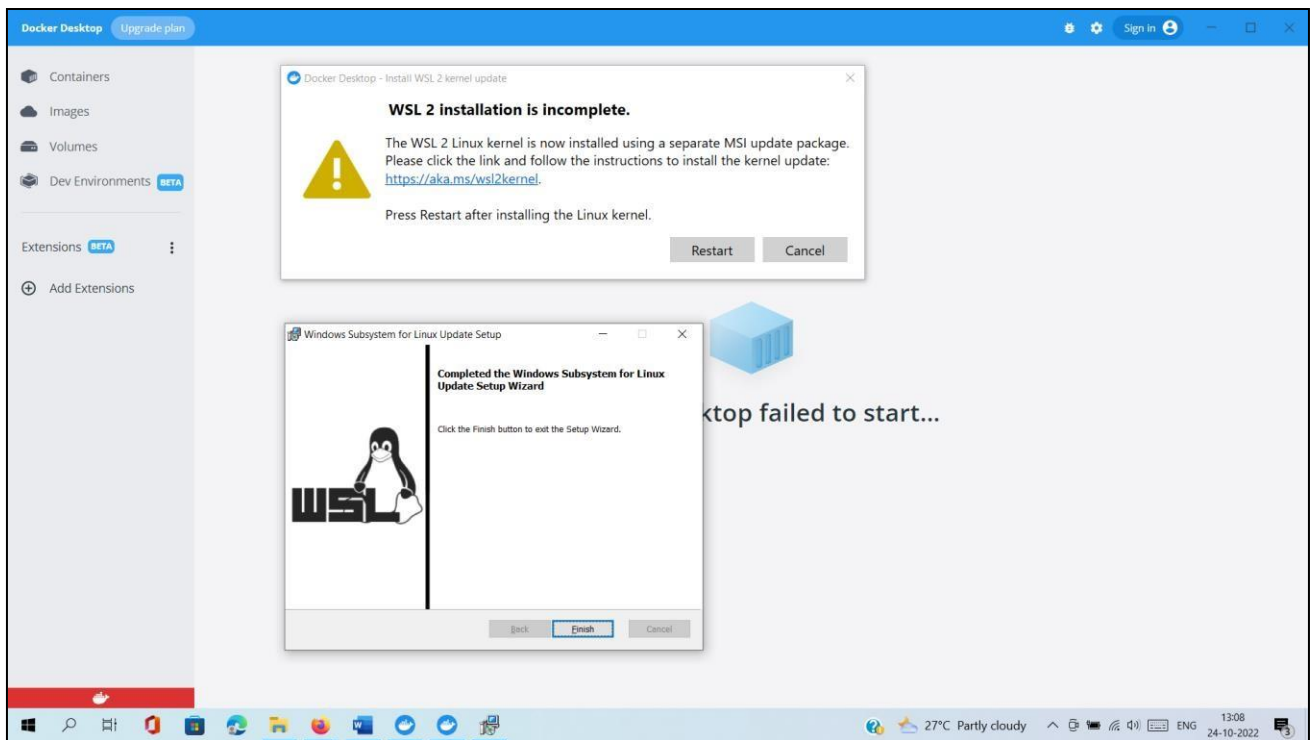 Docker Desktop Upgrade plan
Sign in
Containers
Images
Volumes
Dev Environments BETA
Extensions BETA
Add Extensions
Docker Desktop - Install WSL 2 kernel update
WSL 2 installation is incomplete.
The WSL 2 Linux kernel is now installed using a separate MSI update package.
Please click the link and follow the instructions to install the kernel update:
https://aka.ms/wsl2kernel.
Press Restart after installing the Linux kernel.
Restart Cancel
ktop failed to start...
Windows Subsystem for Linux Update Setup
Completed the Windows Subsystem for Linux
Update Setup Wizard
Click the Finish button to exit the Setup Wizard.
WSL
Back Finish Cancel
27°C Partly cloudy
ENG
13:08
24-10-2022
3